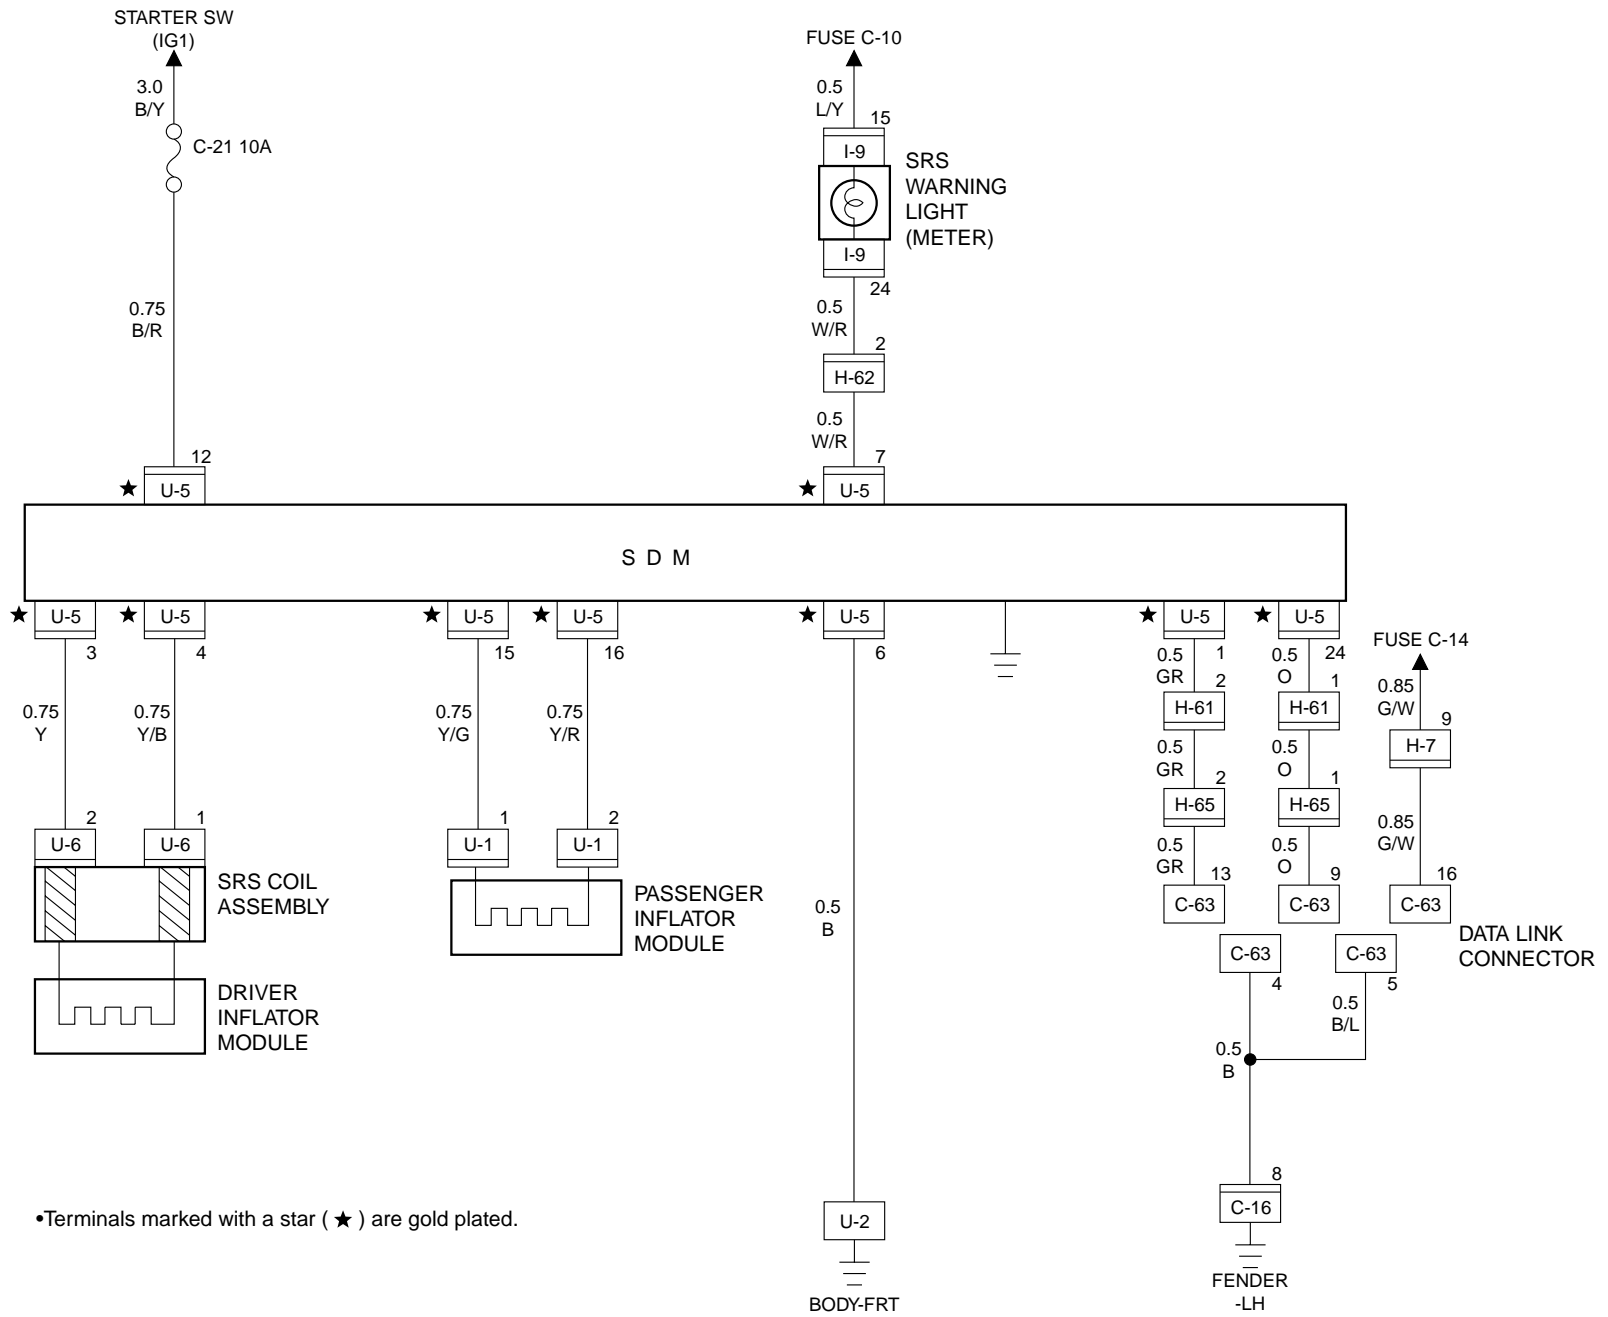 STARTER SW
(IG1)
FUSE C-10
3.0
B/Y
0.5
L/Y
15
C-21 10A
I-9
SRS
WARNING
LIGHT
(METER)
I-9
24
0.75
B/R
0.5
W/R
2
H-62
0.5
W/R
12
7
★ U-5
★ U-5
S D M
★ U-5
★ U-5
★ U-5
★ U-5
★ U-5
★ U-5
★ U-5
3
4
15
16
6
1
24
FUSE C-14
0.5
GR
2
0.5
O
1
0.85
G/W
9
H-61
H-61
H-7
0.75
Y
0.75
Y/B
0.75
Y/G
0.75
Y/R
0.5
GR
2
0.5
O
1
H-65
H-65
0.85
G/W
2
1
1
2
U-6
U-6
U-1
U-1
0.5
GR
13
0.5
O
9
16
C-63
C-63
C-63
SRS COIL
ASSEMBLY
PASSENGER
INFLATOR
MODULE
0.5
B
DATA LINK
CONNECTOR
C-63
C-63
4
5
DRIVER
INFLATOR
MODULE
0.5
B/L
0.5
B
8
C-16
•Terminals marked with a star ( ★ ) are gold plated.
U-2
BODY-FRT
FENDER
-LH